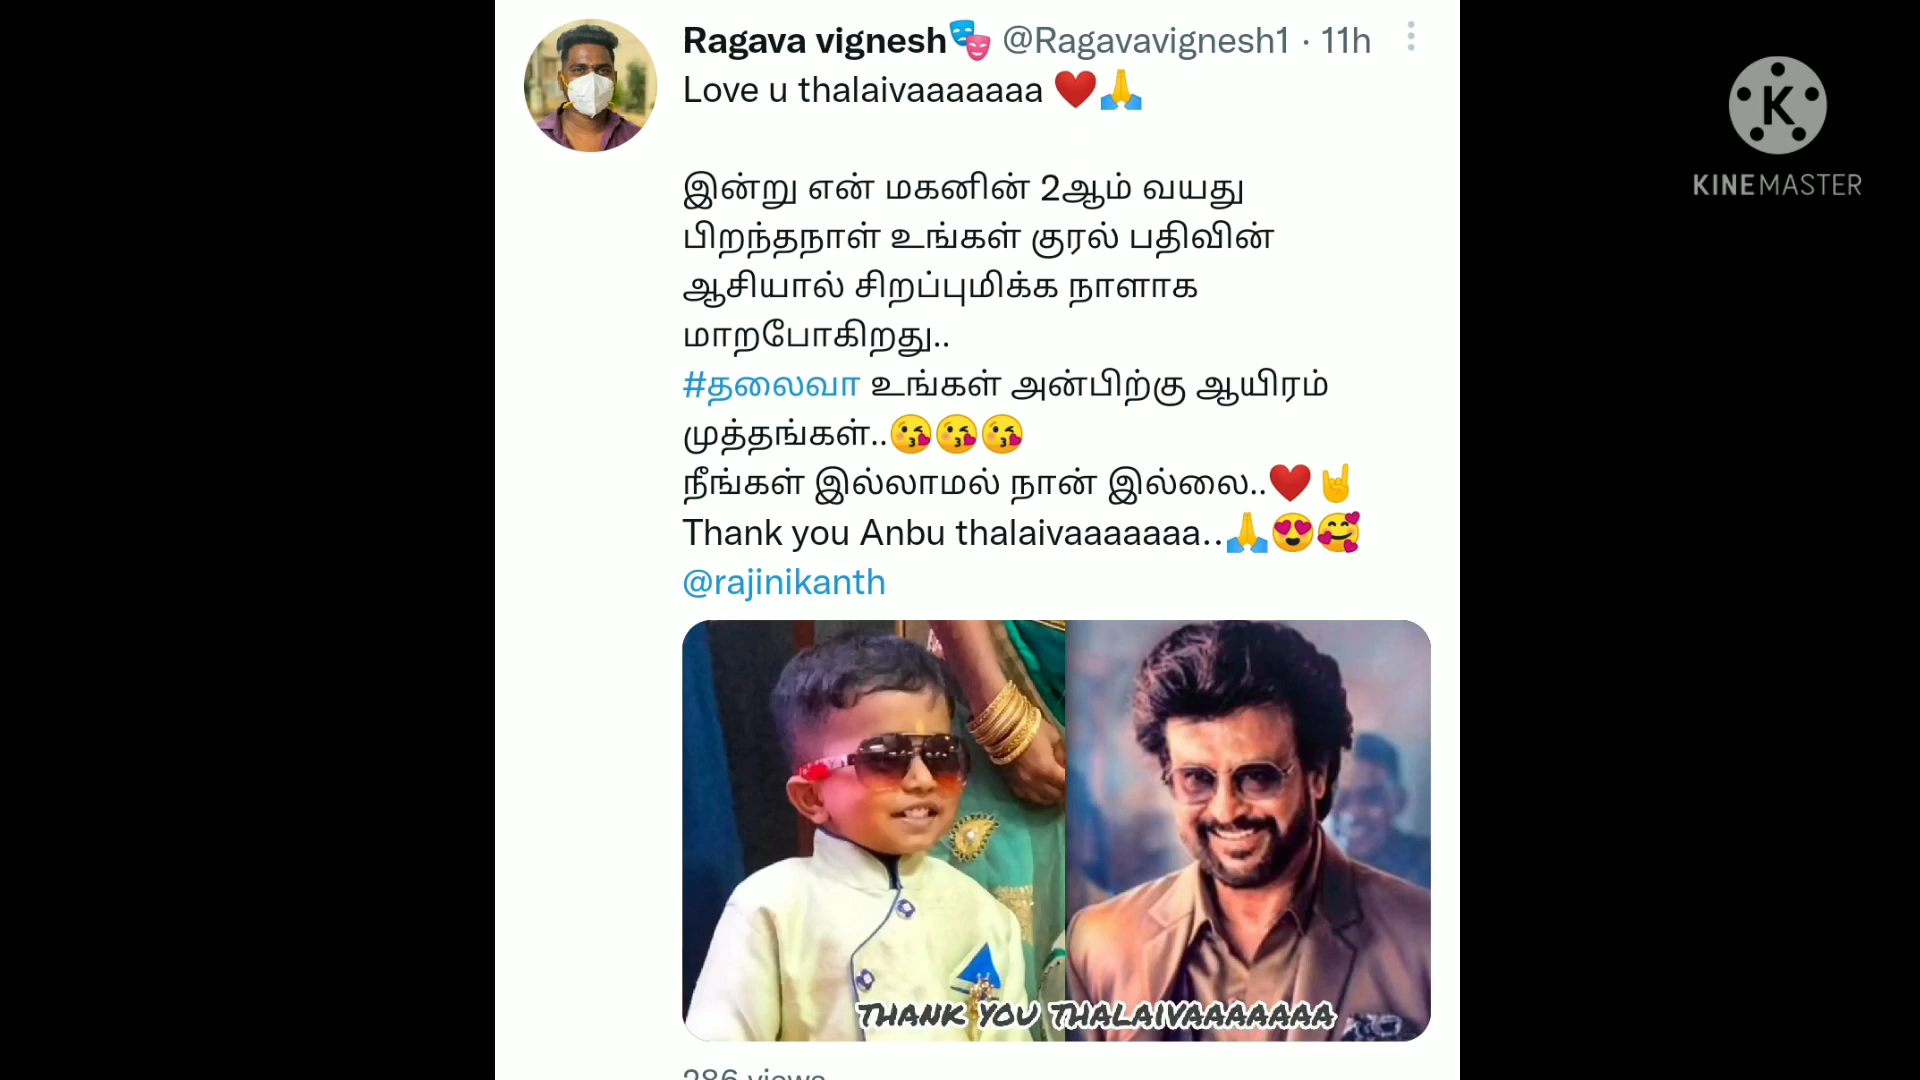 Ragava vignesh🎭 @Ragavavignesh1 · 11h
Love u thalaivaaaaaaa ❤️🙏
இன்று என் மகனின் 2ஆம் வயது
பிறந்தநாள் உங்கள் குரல் பதிவின்
ஆசியால் சிறப்புமிக்க நாளாக
மாறபோகிறது..
#தலைவா உங்கள் அன்பிற்கு ஆயிரம்
முத்தங்கள்..😘😘😘
நீங்கள் இல்லாமல் நான் இல்லை..❤️🤘
Thank you Anbu thalaivaaaaaaa..🙏😍🥰
@rajinikanth
THANK YOU THALAIVAAAAAAA
286 views
K
KINEMASTER